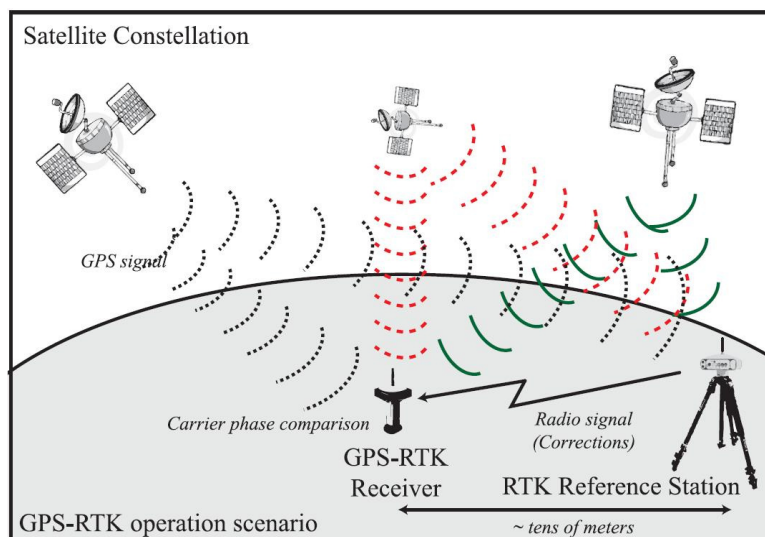 Satellite Constellation
GPS signal
Carrier phase comparison
Radio signal
(Corrections)
GPS-RTK
Receiver
RTK Reference Station
GPS-RTK operation scenario
~ tens of meters